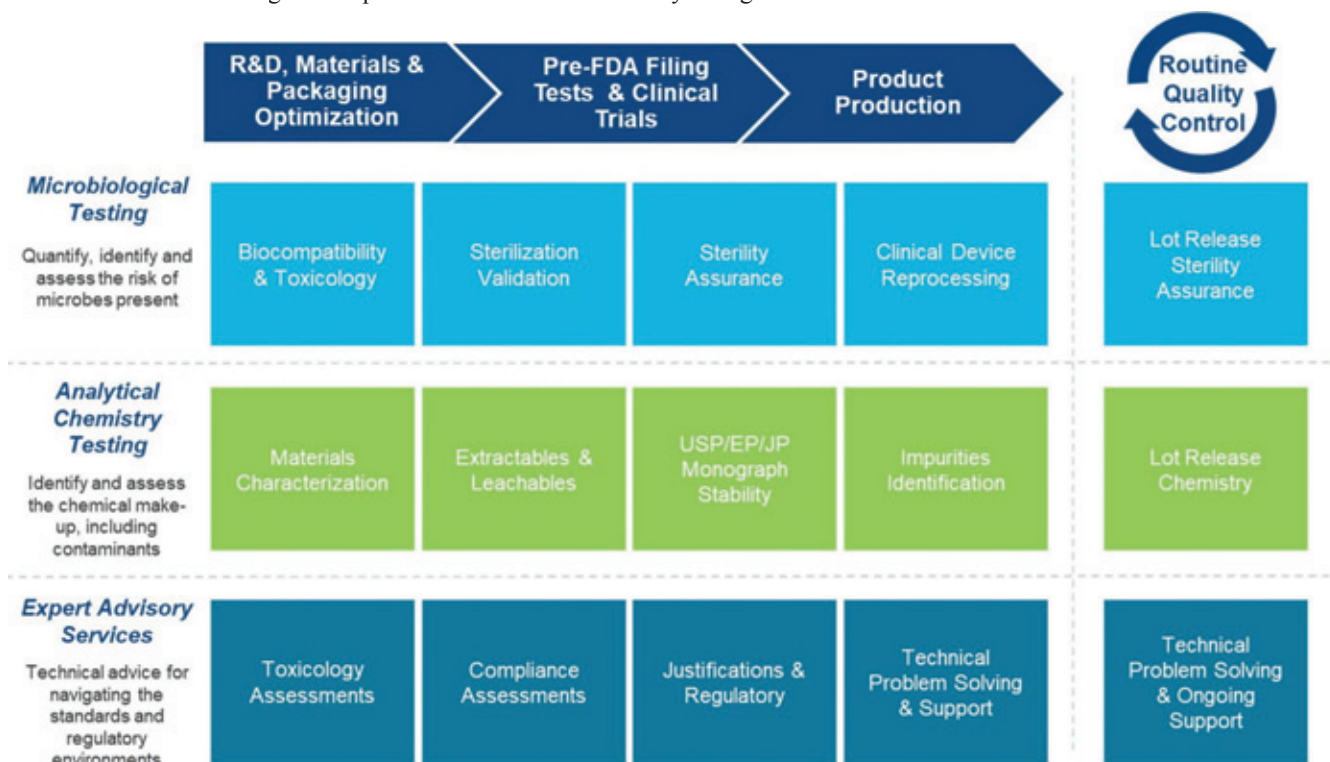 R&D, Materials &
Packaging
Optimization
Pre-FDA Filing
Tests & Clinical
Trials
Product
Production
Routine
Quality
Control
Microbiological
Testing
Quantify, identify and
assess the risk of
microbes present
Biocompatibility
& Toxicology
Sterilization
Validation
Sterility
Assurance
Clinical Device
Reprocessing
Lot Release
Sterility
Assurance
Analytical
Chemistry
Testing
Identify and assess
the chemical make-
up, including
contaminants
Materials
Characterization
Extractables &
Leachables
USP/EP/JP
Monograph
Stability
Impurities
Identification
Lot Release
Chemistry
Expert Advisory
Services
Technical advice for
navigating the
standards and
regulatory
environments
Toxicology
Assessments
Compliance
Assessments
Justifications &
Regulatory
Technical
Problem Solving
& Support
Technical
Problem Solving
& Ongoing
Support